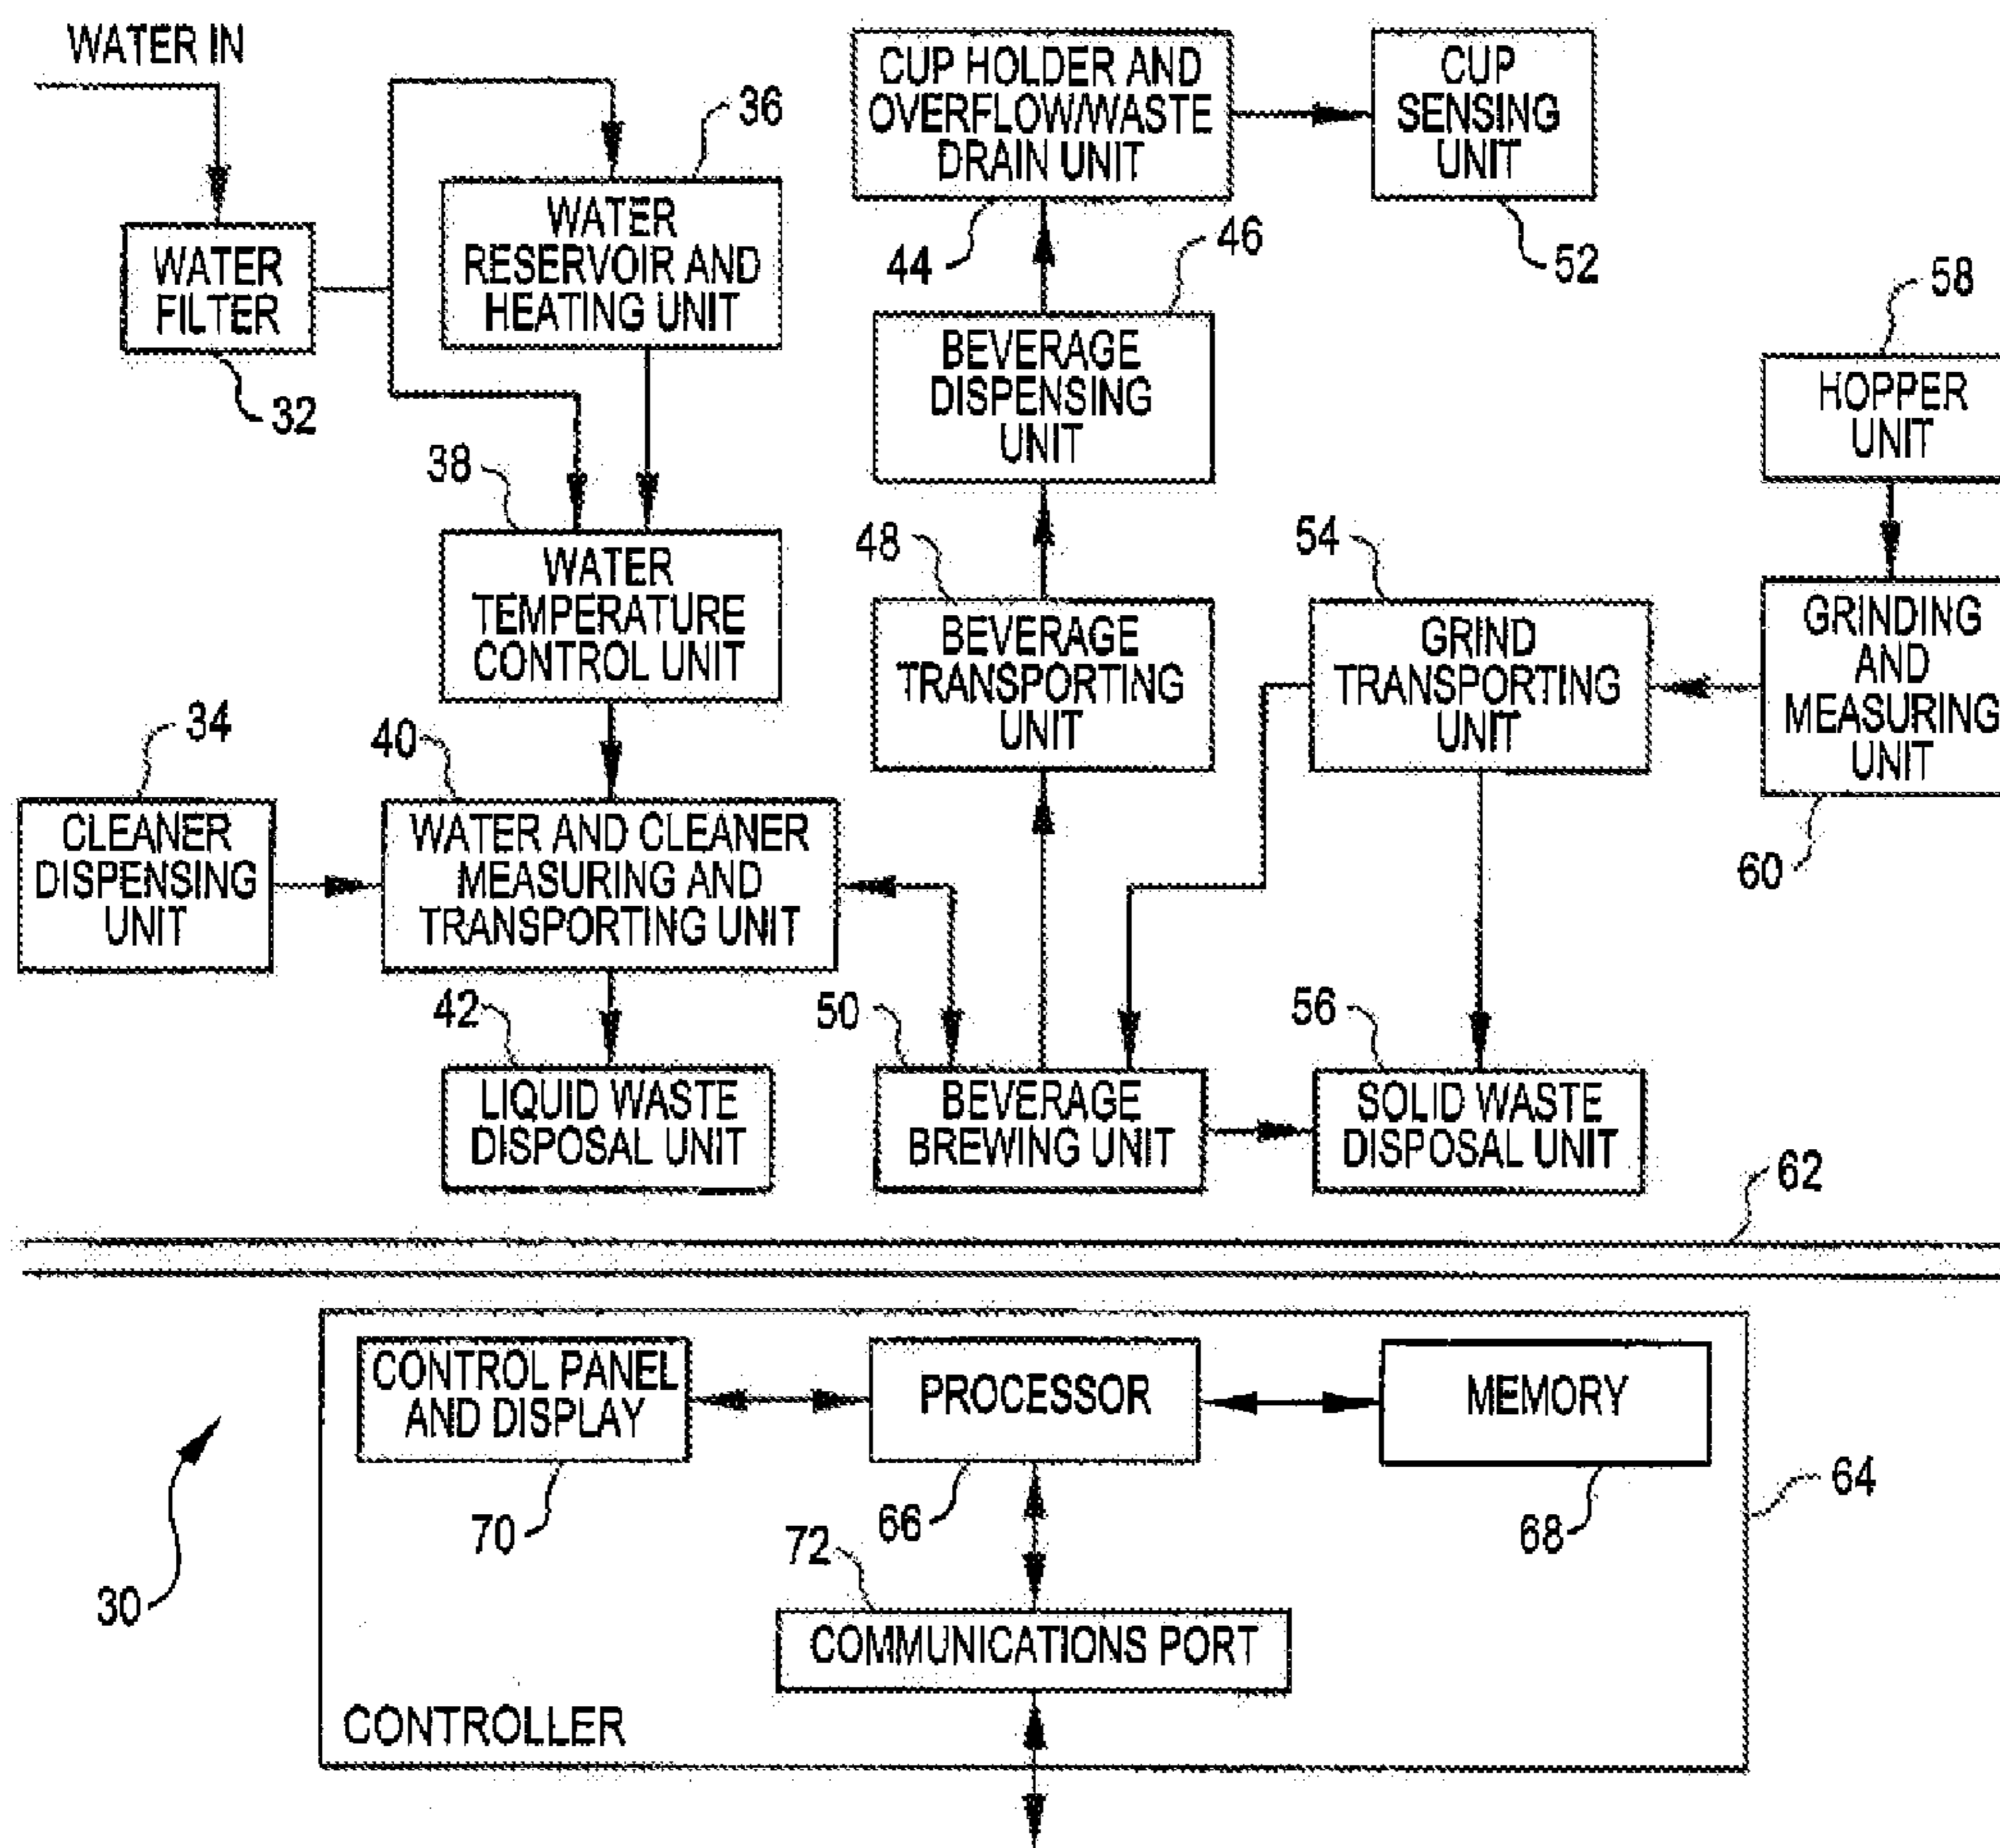 WATER IN
WATER
FILTER
32
36
WATER
RESERVOIR AND
HEATING UNIT
38
WATER
TEMPERATURE
CONTROL UNIT
34
CLEANER
DISPENSING
UNIT
40
WATER AND CLEANER
MEASURING AND
TRANSPORTING UNIT
42
LIQUID WASTE
DISPOSAL UNIT
CUP HOLDER AND
OVERFLOW/WASTE
DRAIN UNIT
44
CUP
SENSING
UNIT
52
46
BEVERAGE
DISPENSING
UNIT
48
BEVERAGE
TRANSPORTING
UNIT
50
BEVERAGE
BREWING UNIT
58
HOPPER
UNIT
54
GRIND
TRANSPORTING
UNIT
GRINDING
AND
MEASURING
UNIT
60
56
SOLID WASTE
DISPOSAL UNIT
62
CONTROL PANEL
AND DISPLAY
70
PROCESSOR
66
MEMORY
68
64
72
COMMUNICATIONS PORT
CONTROLLER
30